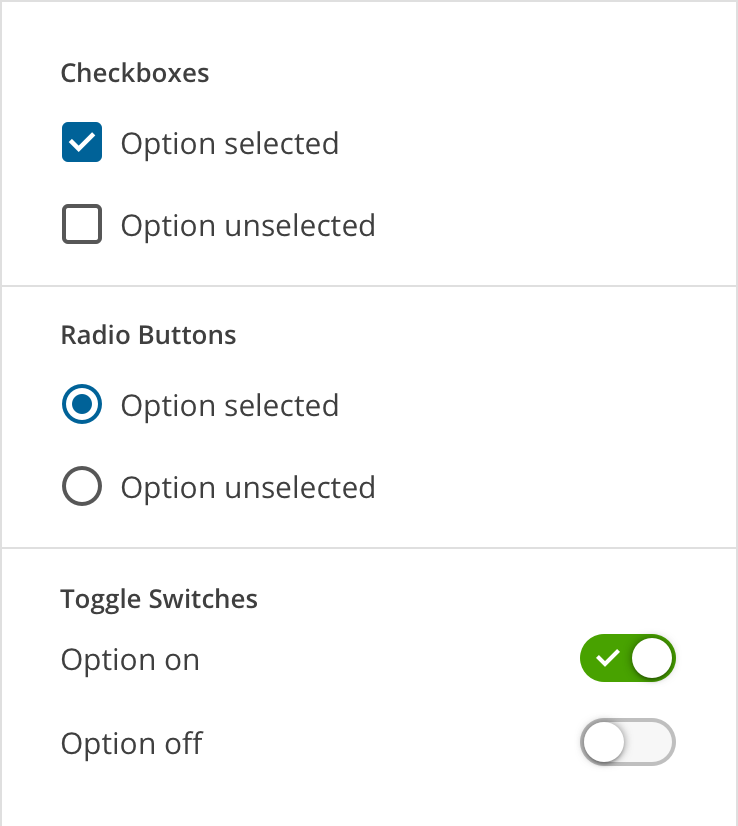 Checkboxes
Option selected
Option unselected
Radio Buttons
Option selected
Option unselected
Toggle Switches
Option on
Option off